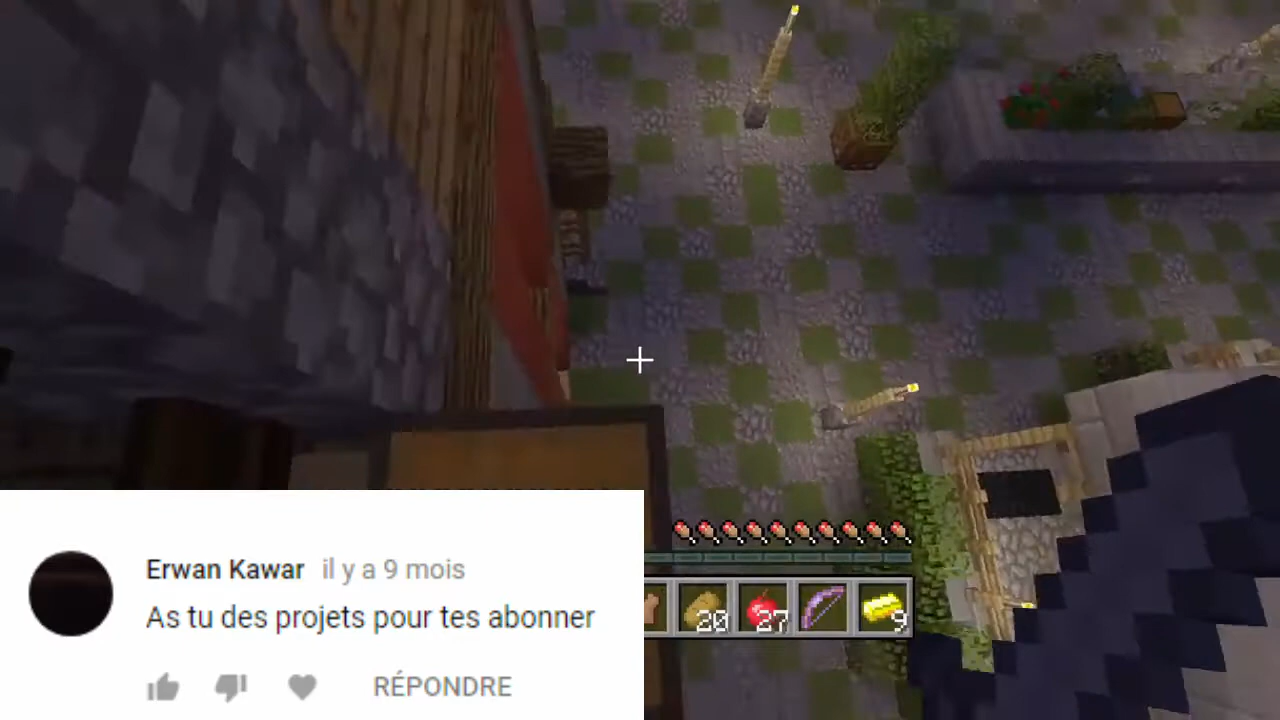 Erwan Kawar il y a 9 mois
As tu des projets pour tes abonner
RÉPONDRE
20 27 9